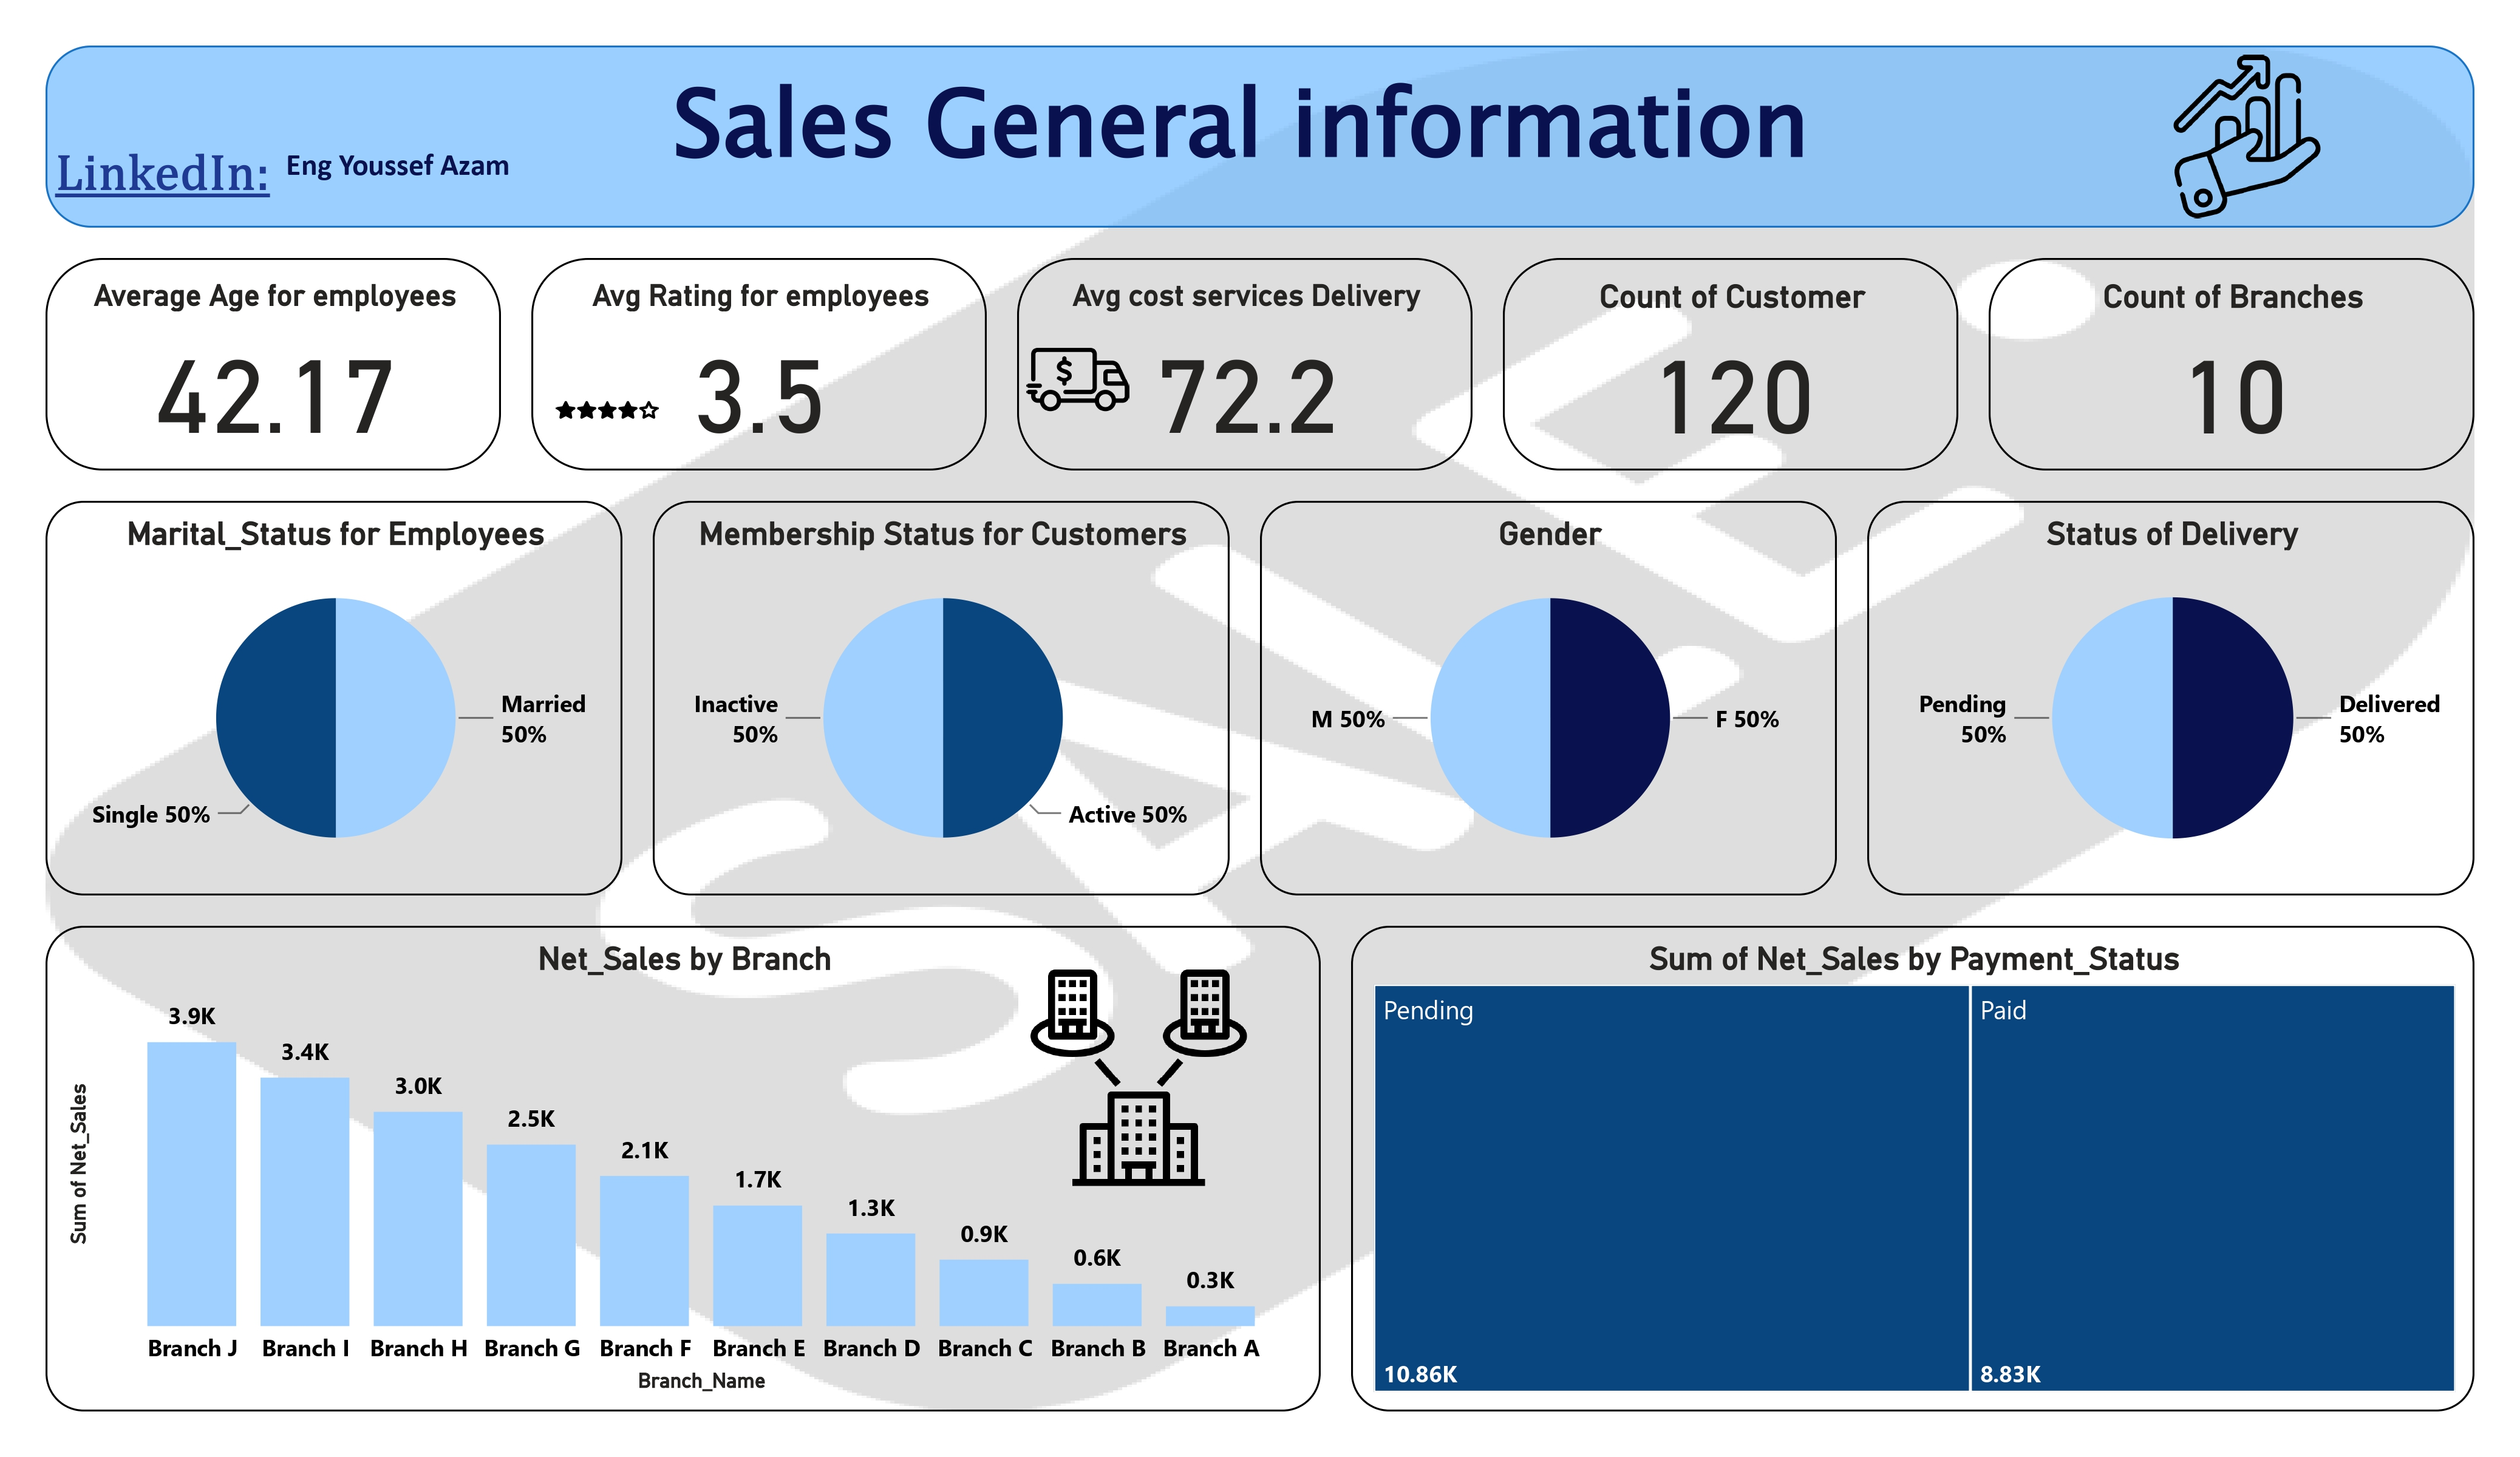 Sales General information
LinkedIn: Eng Youssef Azam
Average Age for employees
42.17
Avg Rating for employees
3.5
Avg cost services Delivery
$
72.2
Count of Customer
120
Count of Branches
10
Marital_Status for Employees
Married
50%
Single 50%
Membership Status for Customers
Inactive
50%
Active 50%
Gender
M 50%
F 50%
Status of Delivery
Pending
50%
Delivered
50%
Net_Sales by Branch
Sum of Net_Sales
3.9K
3.4K
3.0K
2.5K
2.1K
1.7K
1.3K
0.9K
0.6K
0.3K
Branch J
Branch I
Branch H
Branch G
Branch F
Branch E
Branch D
Branch C
Branch B
Branch A
Branch_Name
Sum of Net_Sales by Payment_Status
Pending
10.86K
Paid
8.83K